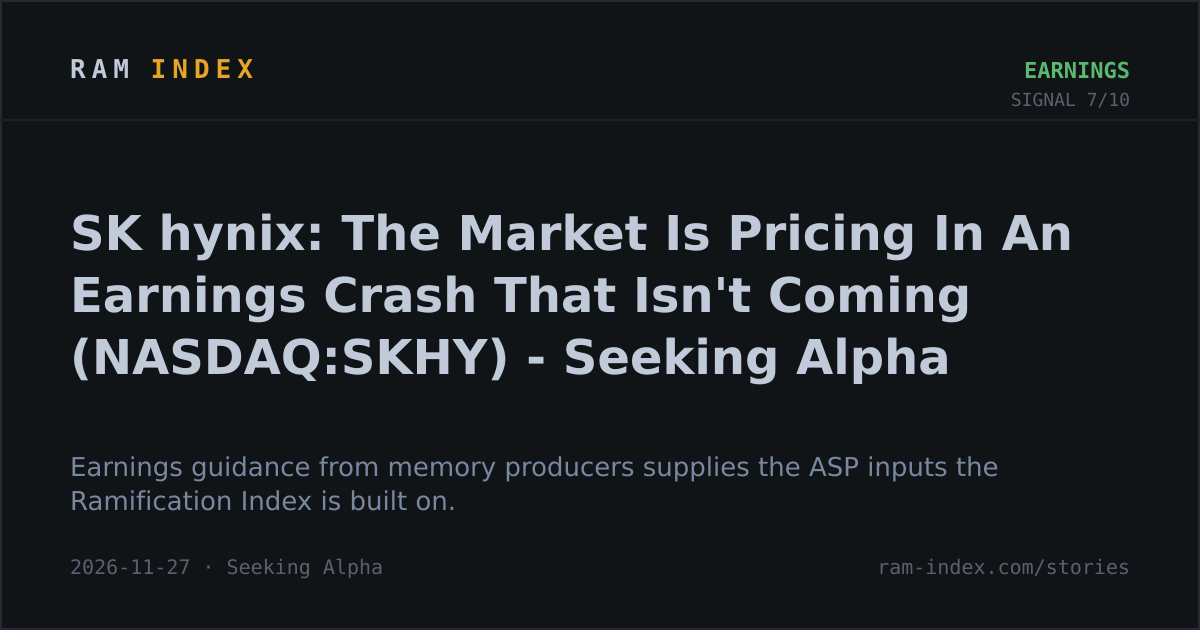 RAM INDEX
EARNINGS
SIGNAL 7/10
SK hynix: The Market Is Pricing In An
Earnings Crash That Isn't Coming
(NASDAQ:SKHY) - Seeking Alpha
Earnings guidance from memory producers supplies the ASP inputs the
Ramification Index is built on.
2026-11-27 · Seeking Alpha
ram-index.com/stories